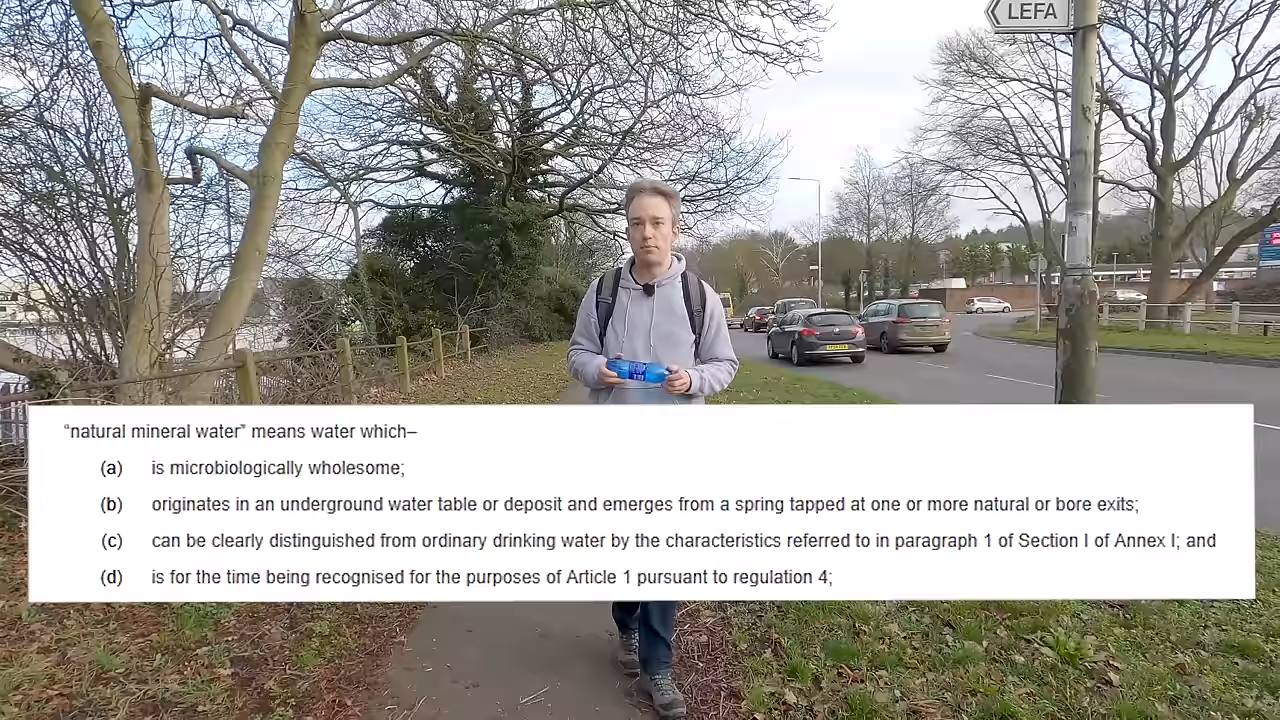 LEFA
“natural mineral water” means water which–
(a) is microbiologically wholesome;
(b) originates in an underground water table or deposit and emerges from a spring tapped at one or more natural or bore exits;
(c) can be clearly distinguished from ordinary drinking water by the characteristics referred to in paragraph 1 of Section I of Annex I; and
(d) is for the time being recognised for the purposes of Article 1 pursuant to regulation 4;